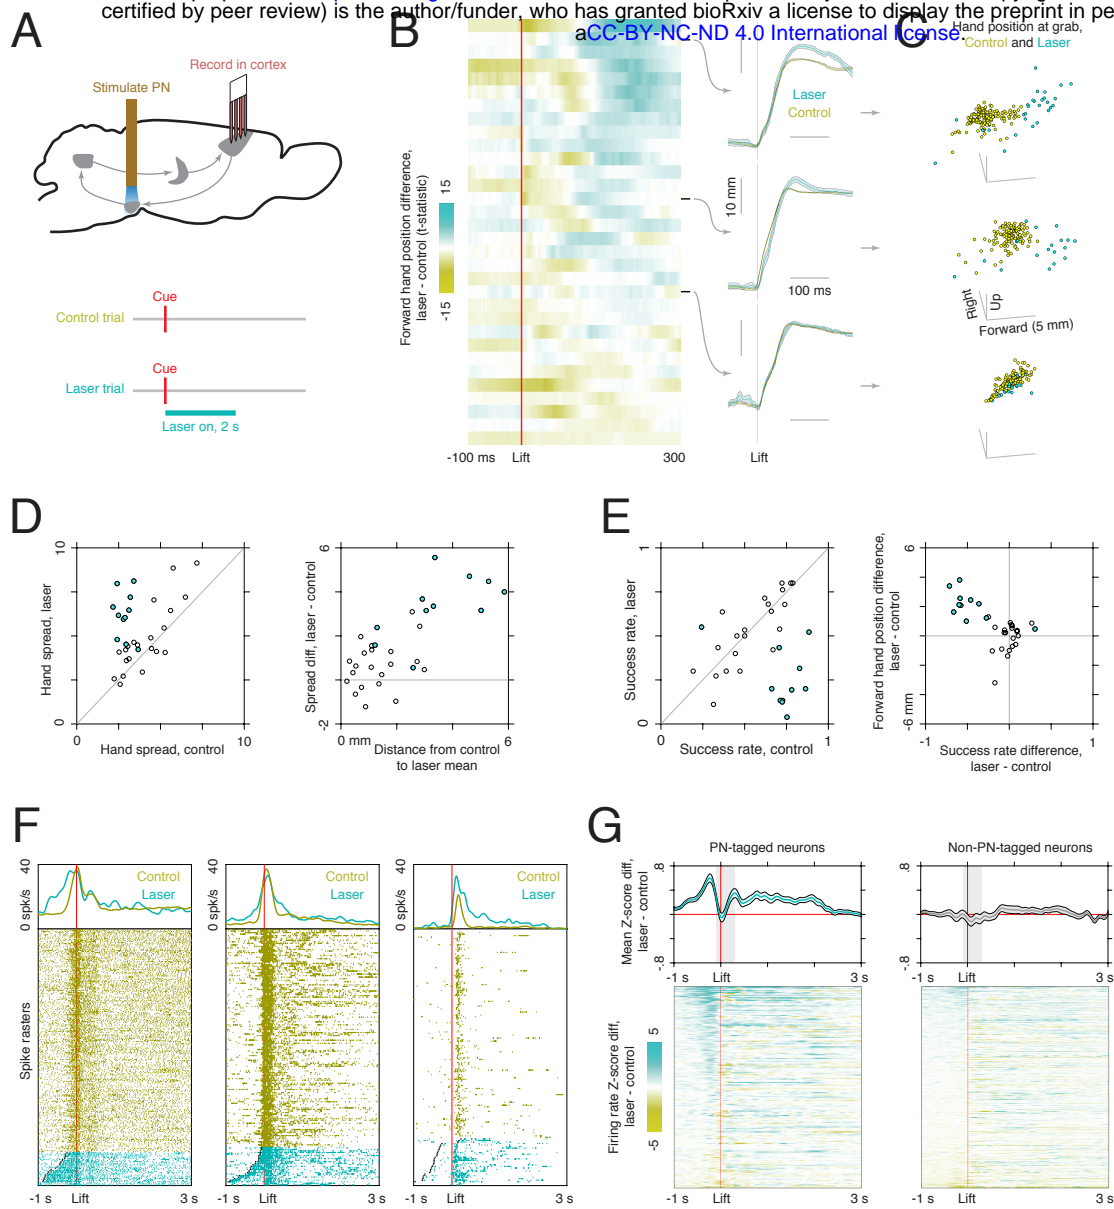 certified by peer review) is the author/funder, who has granted bioRxiv a license to display the preprint in pe
aCC-BY-NC-ND 4.0 International license.
A
Record in cortex
Stimulate PN
Cue
Control trial
Cue
Laser trial
Laser on, 2 s
B
Forward hand position difference,
laser - control (t-statistic)
-15
15
-100 ms
Lift
300
Laser
Control
10 mm
100 ms
Lift
C
Hand position at grab,
Control and Laser
Right
Up
Forward (5 mm)
D
Hand spread, laser
10
0
0
10
Hand spread, control
Spread diff, laser - control
6
-2
0 mm
6
Distance from control
to laser mean
E
Success rate, laser
1
0
0
1
Success rate, control
Forward hand position difference,
laser - control
6
-6 mm
-1
1
Success rate difference,
laser - control
F
0 spk/s 40
Control
Laser
0 spk/s 40
Control
Laser
0 spk/s 40
Control
Laser
Spike rasters
-1 s
Lift
3 s
-1 s
Lift
3 s
-1 s
Lift
3 s
G
PN-tagged neurons
Non-PN-tagged neurons
Mean Z-score diff,
laser - control
.8
-.8
-1 s
Lift
3 s
.8
-.8
-1 s
Lift
3 s
Firing rate Z-score diff,
laser - control
-5
5
-1 s
Lift
3 s
-1 s
Lift
3 s